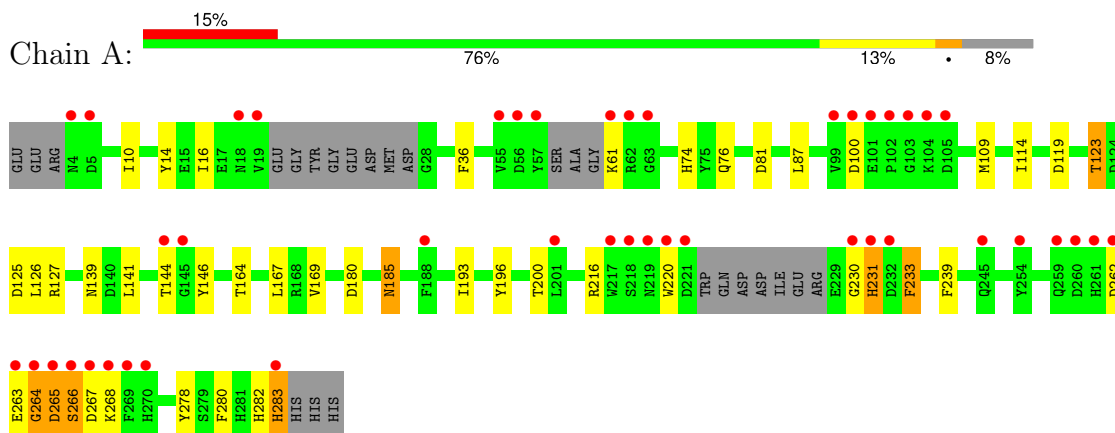 15%
Chain A:
76% 13% • 8%
GLU GLU ARG N4 D5 I10 Y14 E15 I16 E17 N18 V19 GLU GLY TYR GLY GLU ASP MET ASP G28 F36 V55 D56 Y57 SER ALA GLY K61 R62 G63 H74 Y75 Q76 D81 L87 V99 D100 E101 P102 G103 K104 D105 M109 I114 D119 T123 D124
D125 L126 R127 N139 D140 L141 T144 G145 Y146 T164 L167 R168 V169 D180 N185 F188 I193 Y196 T200 L201 R216 W217 S218 N219 W220 D221 TRP GLN ASP ASP ILE GLU ARG E229 G230 H231 D232 F233 F239 Q245 Y254 Q259 D260 H261
E263 G264 D265 S266 D267 K268 F269 H270 Y278 S279 F280 H281 H282 H283 HIS HIS HIS